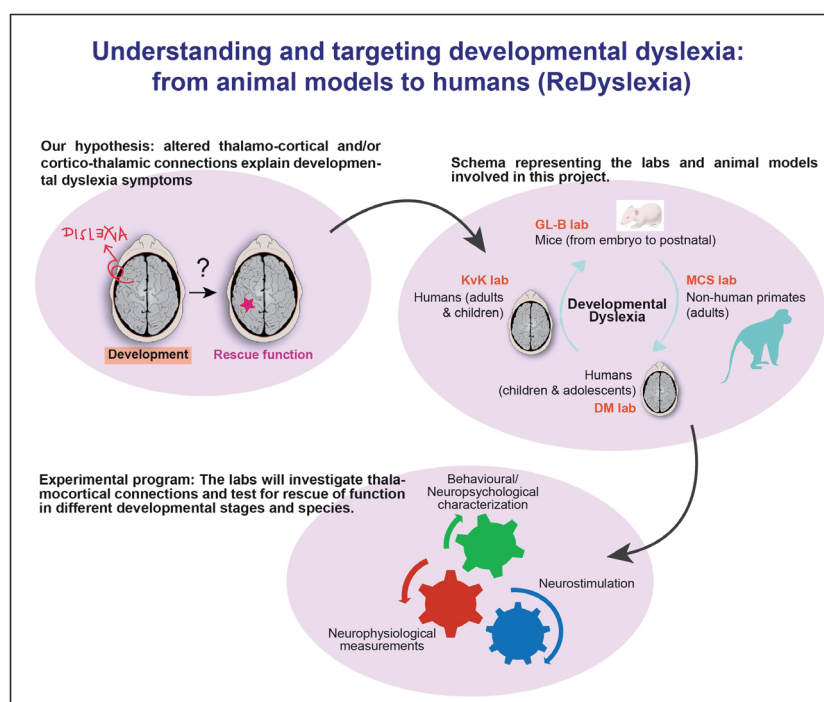 Understanding and targeting developmental dyslexia:
from animal models to humans (ReDyslexia)
Our hypothesis: altered thalamo-cortical and/or
cortico-thalamic connections explain developmen-
tal dyslexia symptoms
DISLEXIA
?
Development
Rescue function
Schema representing the labs and animal models
involved in this project.
GL-B lab
Mice (from embryo to postnatal)
KvK lab
Humans (adults
& children)
Developmental
Dyslexia
MCS lab
Non-human primates
(adults)
Humans
(children & adolescents)
DM lab
Experimental program: The labs will investigate thala-
mocortical connections and test for rescue of function
in different developmental stages and species.
Behavioural/
Neuropsychological
characterization
Neurostimulation
Neurophysiological
measurements